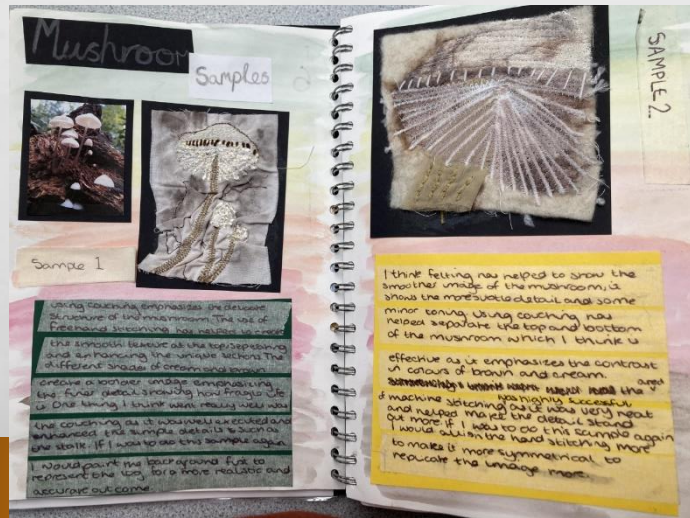 Mushroom
Samples
Sample 1
using couching emphasizes the delicate
structure of the mushroom. The use of
freehand stitching has helped to create
the smooth texture at the top, separating
and enhancing the unique sections. The
different shades of cream and brown
create a bolder image emphasizing
the finer detail showing how fragile life
is. One thing I think went really well was
the couching as it was well executed and
enhanced the simple details such as
the stalk. If I was to do this sample again
I would paint the background first to
represent the log for a more realistic and
accurate outcome.
SAMPLE 2
I think felting has helped to show the
smoother image of the mushroom, it
shows the more subtle detail and some
minor toning. Using couching has
helped separate the top and bottom
of the mushroom which I think is
effective as it emphasizes the contrast
in colours of brown and cream.
the
machine stitching was highly successful as it was very neat
and helped make the detail stand
out more. If I was to do this sample again
I would allign the hand stitching more
to make it more symmetrical to
replicate the image more.